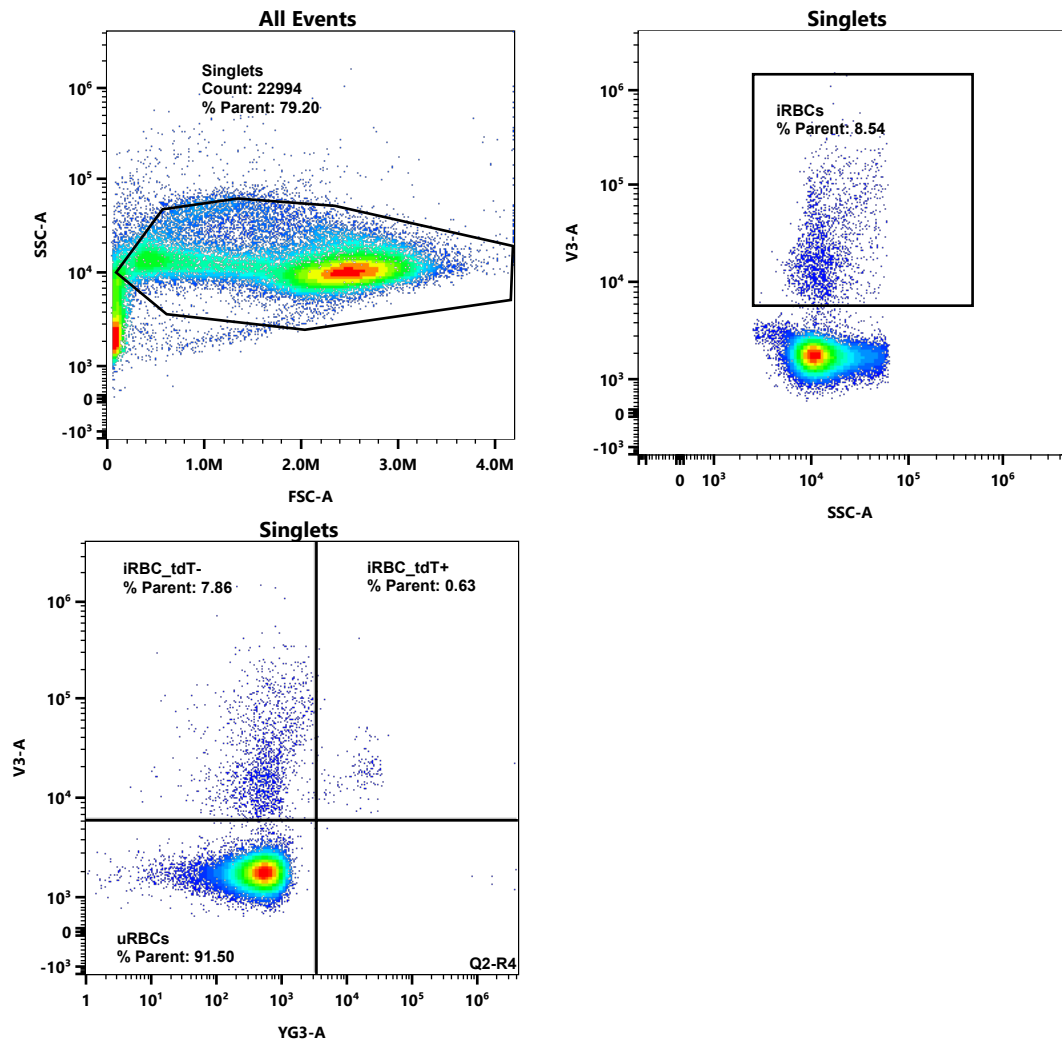 All Events
Singlets
Count: 22994
% Parent: 79.20
SSC-A
10⁶
10⁵
10⁴
10³
0
-10³
0
1.0M
2.0M
3.0M
4.0M
FSC-A
Singlets
iRBCs
% Parent: 8.54
V3-A
10⁶
10⁵
10⁴
10³
0
-10³
0
10³
10⁴
10⁵
10⁶
SSC-A
Singlets
iRBC_tdT-
% Parent: 7.86
iRBC_tdT+
% Parent: 0.63
V3-A
10⁶
10⁵
10⁴
10³
0
-10³
uRBCs
% Parent: 91.50
Q2-R4
1
10¹
10²
10³
10⁴
10⁵
10⁶
YG3-A